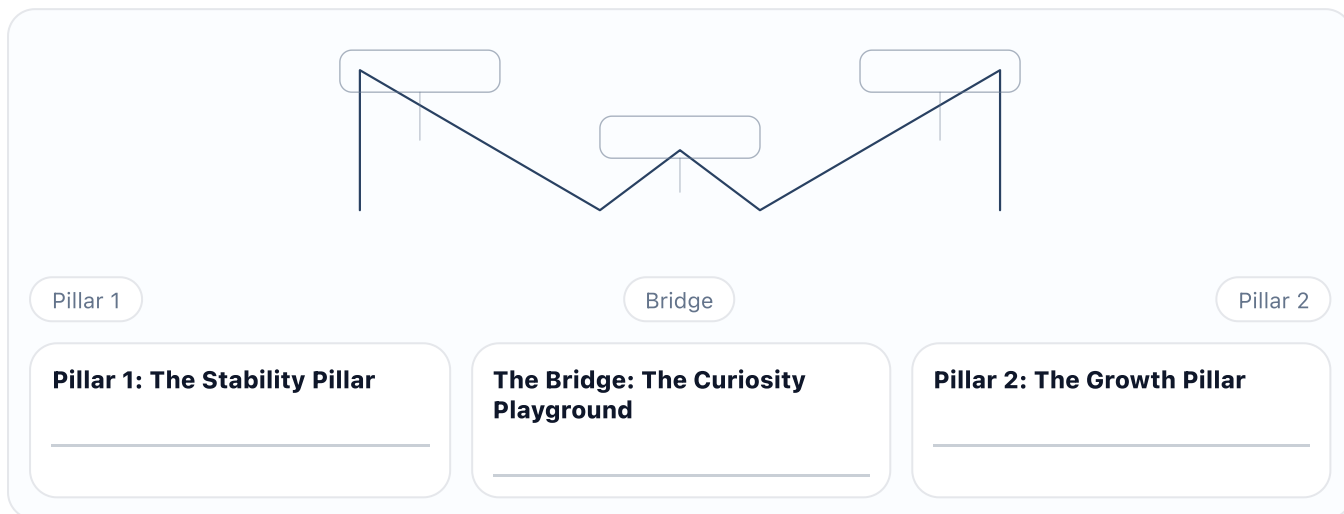 Pillar 1
Bridge
Pillar 2
Pillar 1: The Stability Pillar
The Bridge: The Curiosity
Playground
Pillar 2: The Growth Pillar